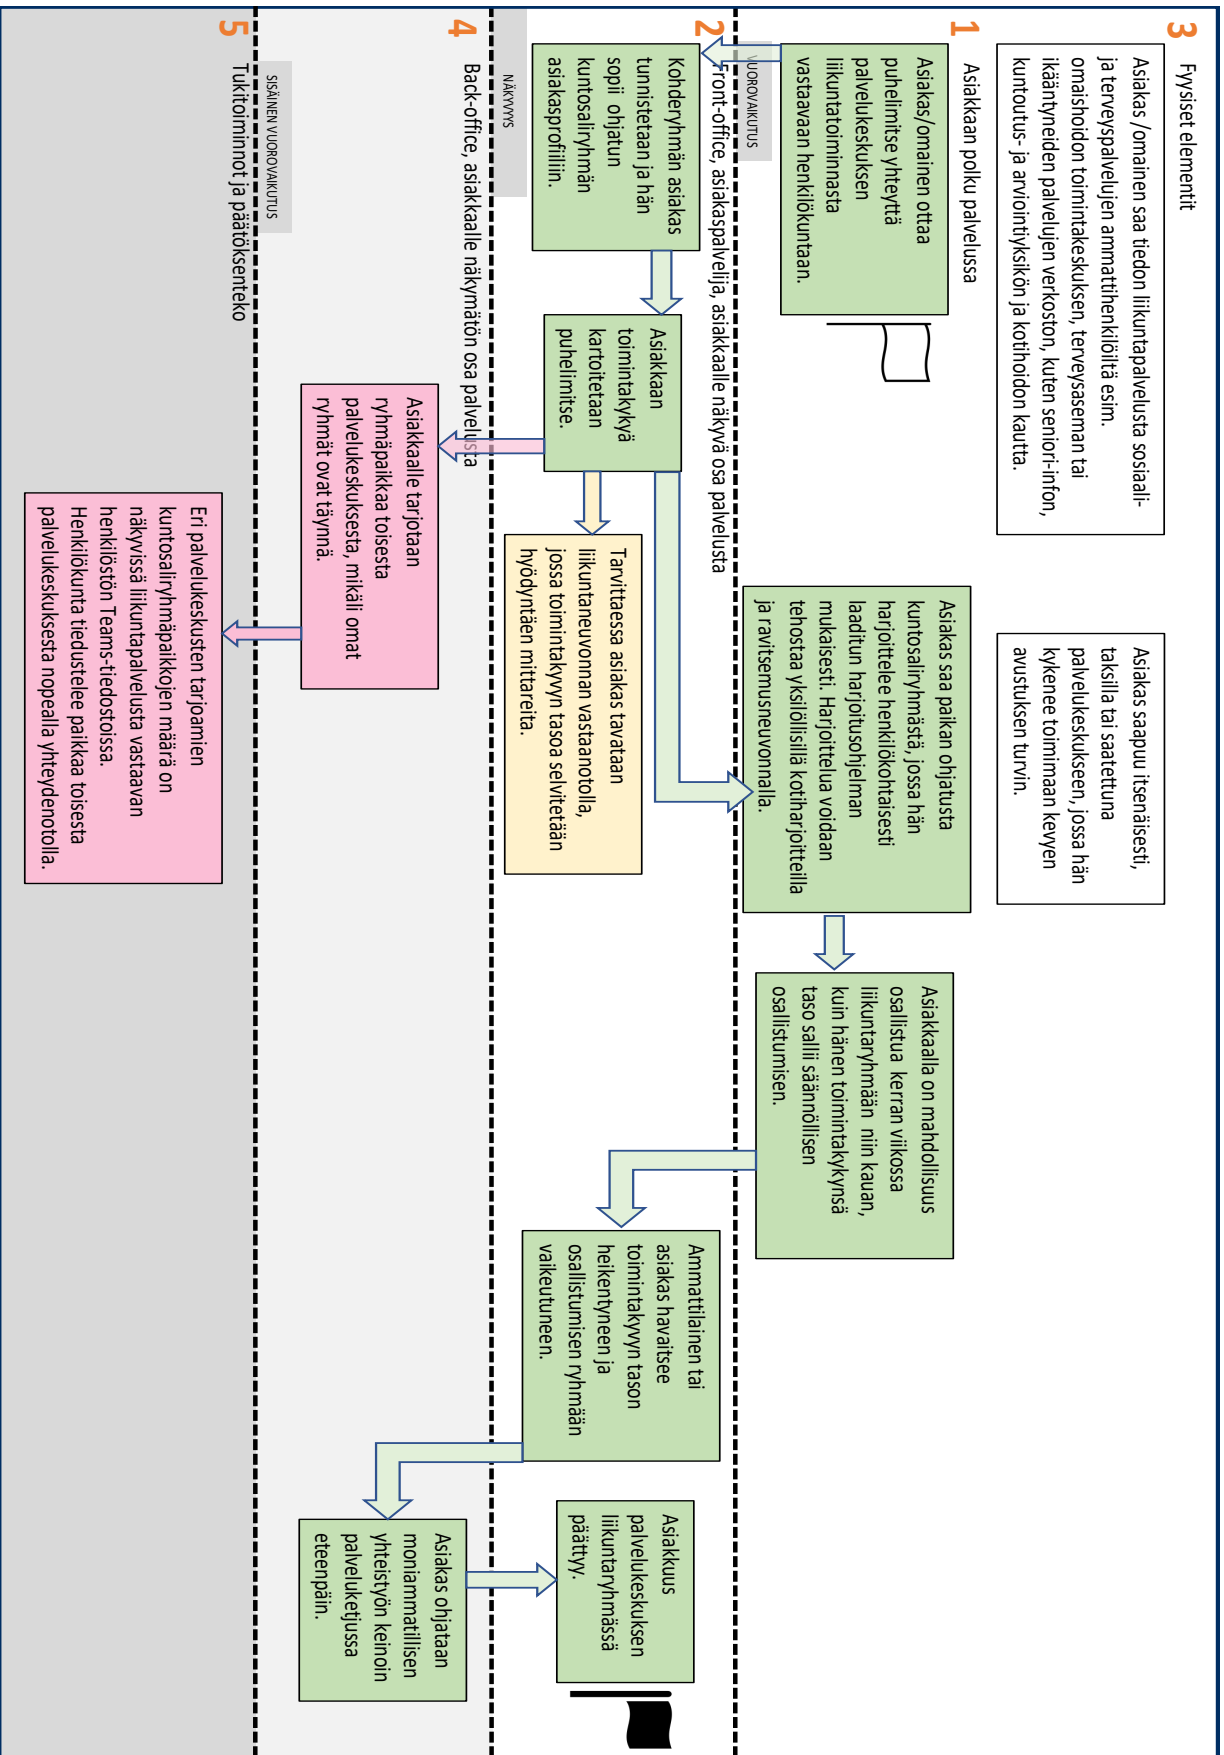 3
Fyysiset elementit
Asiakas /omainen saa tiedon liikuntapalvelusta sosiaali-
ja terveyspalvelujen ammattihenkilöiltä esim.
omaishoidon toimintakeskuksen, terveysaseman tai
ikääntyneiden palvelujen verkoston, kuten seniori-infon,
kuntoutus- ja arviointiyksikön ja kotihoidon kautta.
Asiakas saapuu itsenäisesti,
taksilla tai saatettuna
palvelukeskukseen, jossa hän
kykenee toimimaan kevyen
avustuksen turvin.
1
Asiakkaan polku palvelussa
Asiakas/omainen ottaa
puhelimitse yhteyttä
palvelukeskuksen
liikuntatoiminnasta
vastaavaan henkilökuntaan.
Asiakas saa paikan ohjatusta
kuntosaliryhmästä, jossa hän
harjoittelee henkilökohtaisesti
laaditun harjoitusohjelman
mukaisesti. Harjoittelua voidaan
tehostaa yksilöllisillä kotiharjoitteilla
ja ravitsemusneuvonnalla.
Asiakkaalla on mahdollisuus
osallistua kerran viikossa
liikuntaryhmään niin kauan,
kuin hänen toimintakykynsä
taso sallii säännöllisen
osallistumisen.
VUOROVAIKUTUS
2
Front-office, asiakaspalvelija, asiakkaalle näkyvä osa palvelusta
Kohderyhmän asiakas
tunnistetaan ja hän
sopii ohjatun
kuntosaliryhmän
asiakasprofiiliin.
Asiakkaan
toimintakykyä
kartoitetaan
puhelimitse.
Tarvittaessa asiakas tavataan
liikuntaneuvonnan vastaanotolla,
jossa toimintakyvyn tasoa selvitetään
hyödyntäen mittareita.
Ammattilainen tai
asiakas havaitsee
toimintakyvyn tason
heikentyneen ja
osallistumisen ryhmään
vaikeutuneen.
Asiakkuus
palvelukeskuksen
liikuntaryhmässä
päättyy.
NÄKYVYYS
4
Back-office, asiakkaalle näkymätön osa palvelusta
Asiakkaalle tarjotaan
ryhmäpaikkaa toisesta
palvelukeskuksesta, mikäli omat
ryhmät ovat täynnä.
Asiakas ohjataan
moniammatillisen
yhteistyön keinoin
palveluketjussa
eteenpäin.
SISÄINEN VUOROVAIKUTUS
5
Tukitoiminnot ja päätöksenteko
Eri palvelukeskusten tarjoamien
kuntosaliryhmäpaikkojen määrä on
näkyvissä liikuntapalvelusta vastaavan
henkilöstön Teams-tiedostoissa.
Henkilökunta tiedustelee paikkaa toisesta
palvelukeskuksesta nopealla yhteydenotolla.